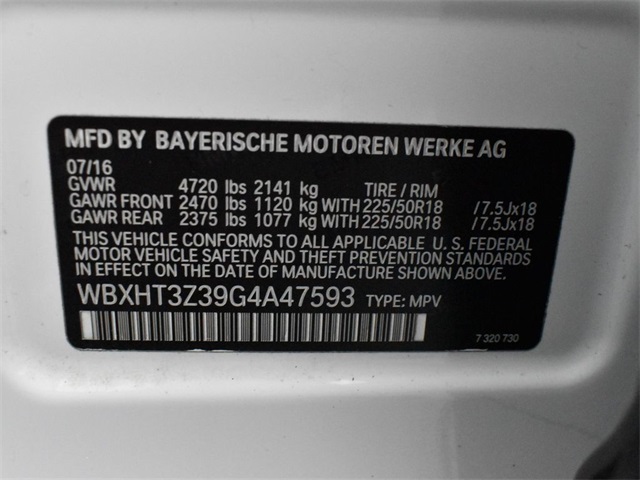 MFD BY BAYERISCHE MOTOREN WERKE AG
07/16
GVWR 4720 lbs 2141 kg TIRE / RIM
GAWR FRONT 2470 lbs 1120 kg WITH 225/50R18 /7.5Jx18
GAWR REAR 2375 lbs 1077 kg WITH 225/50R18 /7.5Jx18
THIS VEHICLE CONFORMS TO ALL APPLICABLE U. S. FEDERAL
MOTOR VEHICLE SAFETY AND THEFT PREVENTION STANDARDS
IN EFFECT ON THE DATE OF MANUFACTURE SHOWN ABOVE.
WBXHT3Z39G4A47593 TYPE: MPV
7 320 730